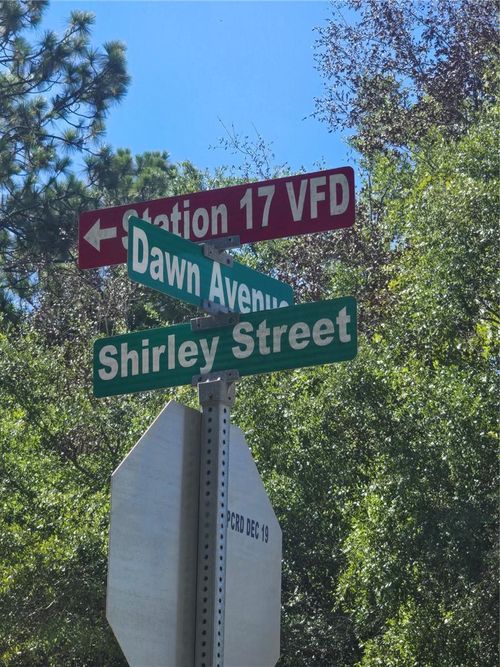 Station 17 VFD
Dawn Avenue
Shirley Street
PCRD DEC 19